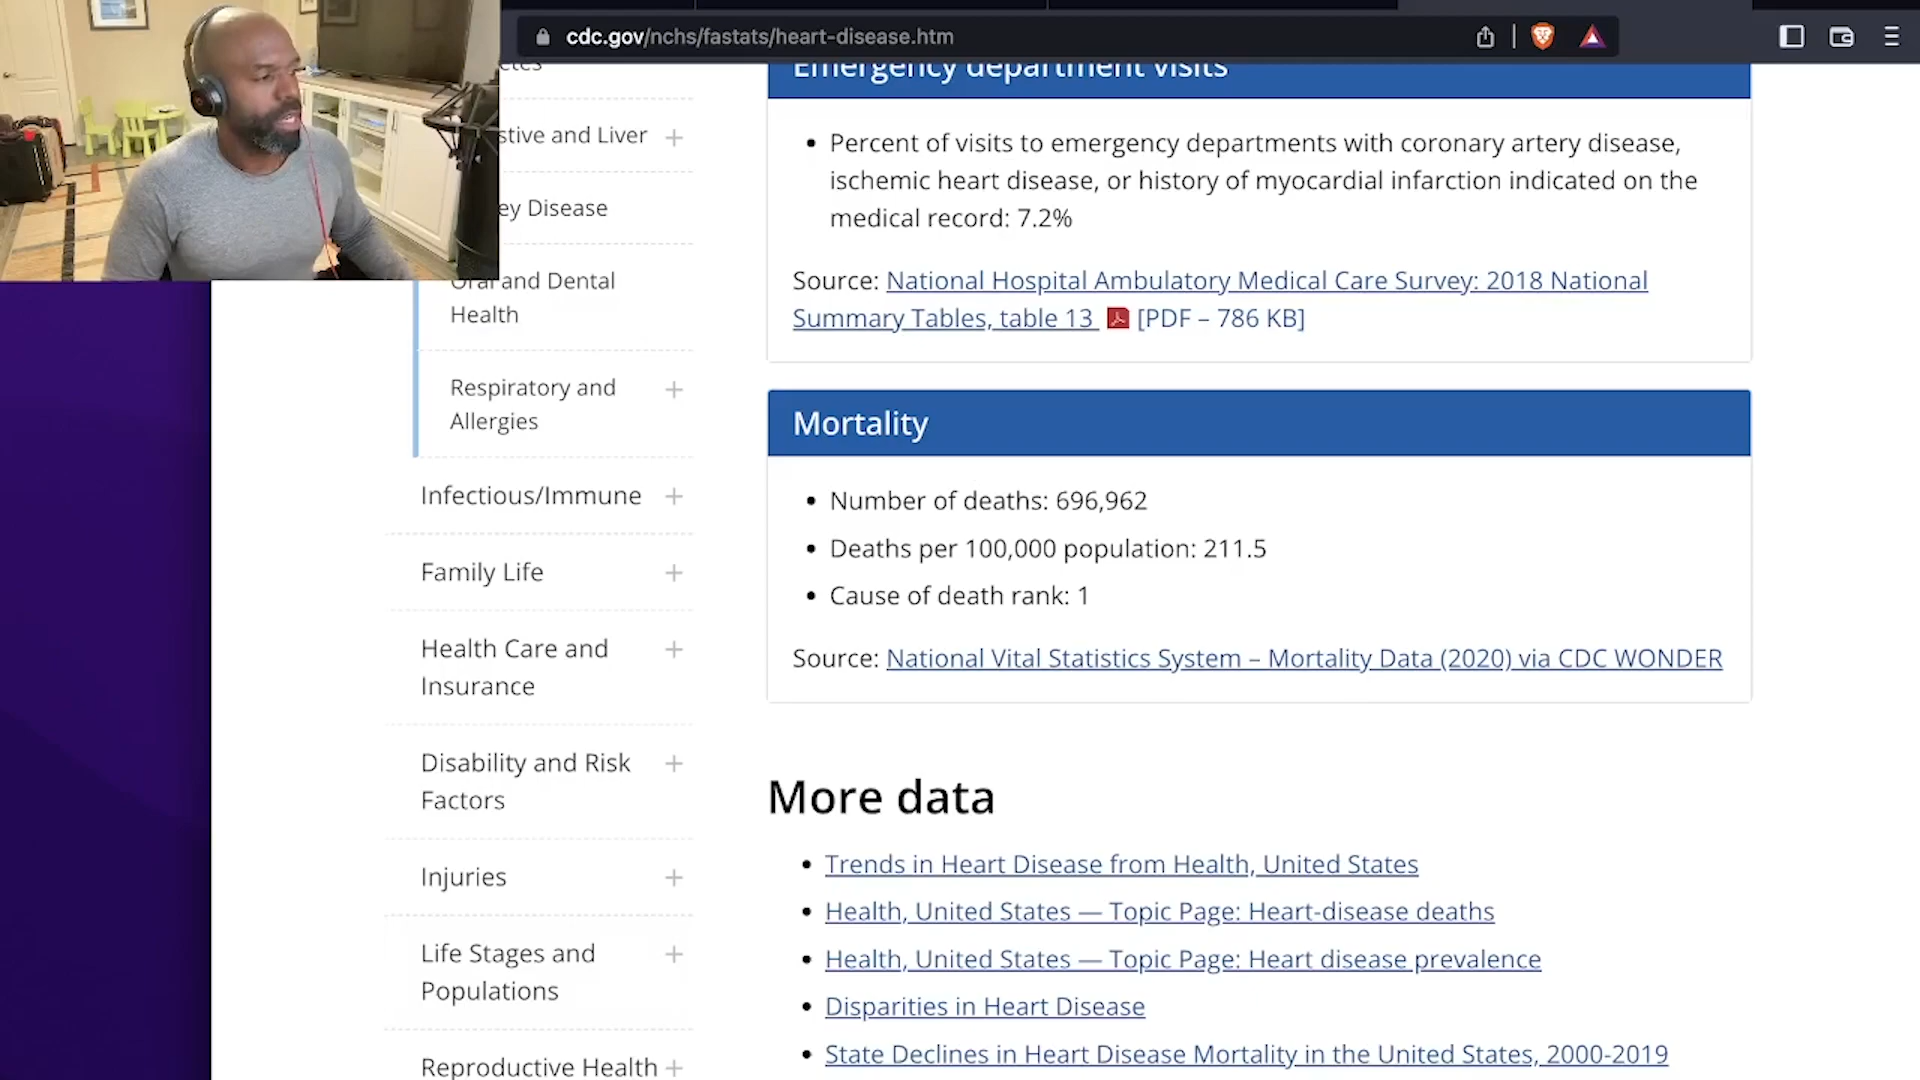 cdc.gov/nchs/fastats/heart-disease.htm
Emergency department visits
• Percent of visits to emergency departments with coronary artery disease,
ischemic heart disease, or history of myocardial infarction indicated on the
medical record: 7.2%
Source: National Hospital Ambulatory Medical Care Survey: 2018 National
Summary Tables, table 13 [PDF – 786 KB]
Mortality
• Number of deaths: 696,962
• Deaths per 100,000 population: 211.5
• Cause of death rank: 1
Source: National Vital Statistics System – Mortality Data (2020) via CDC WONDER
More data
• Trends in Heart Disease from Health, United States
• Health, United States — Topic Page: Heart-disease deaths
• Health, United States — Topic Page: Heart disease prevalence
• Disparities in Heart Disease
• State Declines in Heart Disease Mortality in the United States, 2000-2019
stive and Liver +
ey Disease
Oral and Dental
Health
Respiratory and +
Allergies
Infectious/Immune +
Family Life +
Health Care and +
Insurance
Disability and Risk +
Factors
Injuries +
Life Stages and +
Populations
Reproductive Health +